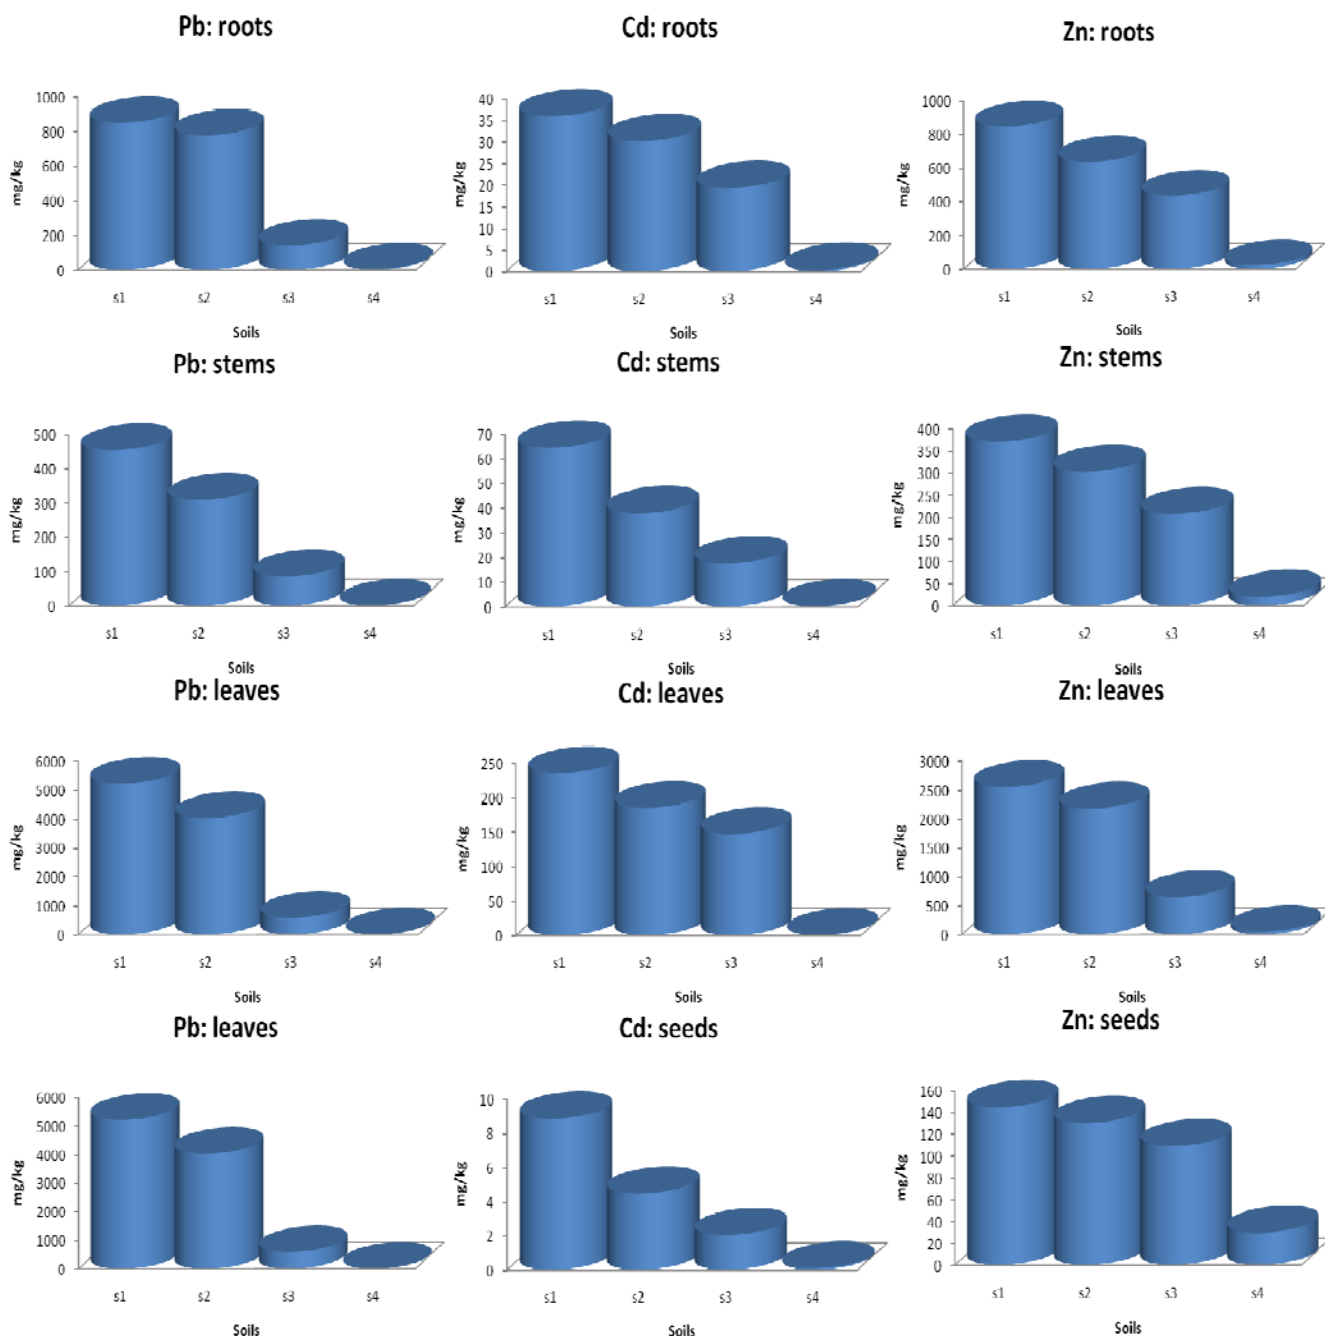 Pb: roots
mg/kg
1000
800
600
400
200
0
s1 s2 s3 s4
Soils
Cd: roots
mg/kg
40
35
30
25
20
15
10
5
0
s1 s2 s3 s4
Soils
Zn: roots
mg/kg
1000
800
600
400
200
0
s1 s2 s3 s4
Soils
Pb: stems
mg/kg
500
400
300
200
100
0
s1 s2 s3 s4
Soils
Cd: stems
mg/kg
70
60
50
40
30
20
10
0
s1 s2 s3 s4
Soils
Zn: stems
mg/kg
400
350
300
250
200
150
100
50
0
s1 s2 s3 s4
Soils
Pb: leaves
mg/kg
6000
5000
4000
3000
2000
1000
0
s1 s2 s3 s4
Soils
Cd: leaves
mg/kg
250
200
150
100
50
0
s1 s2 s3 s4
Soils
Zn: leaves
mg/kg
3000
2500
2000
1500
1000
500
0
s1 s2 s3 s4
Soils
Pb: leaves
mg/kg
6000
5000
4000
3000
2000
1000
0
s1 s2 s3 s4
Soils
Cd: seeds
mg/kg
10
8
6
4
2
0
s1 s2 s3 s4
Soils
Zn: seeds
mg/kg
160
140
120
100
80
60
40
20
0
s1 s2 s3 s4
Soils